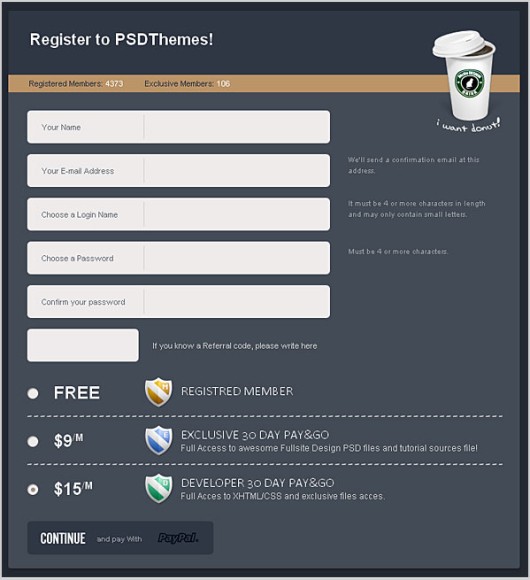 Register to PSDThemes!
Registered Members: 4373 Exclusive Members: 106
i want donut!
Your Name
Your E-mail Address
We'll send a confirmation email at this
address.
Choose a Login Name
It must be 4 or more characters in length
and may only contain small letters.
Choose a Password
Must be 4 or more characters.
Confirm your password
If you know a Referral code, please write here
FREE
REGISTRED MEMBER
$9/M
EXCLUSIVE 30 DAY PAY&GO
Full Access to awesome Fullsite Design PSD files and tutorial sources file!
$15/M
DEVELOPER 30 DAY PAY&GO
Full Acces to XHTML/CSS and exclusive files acces.
CONTINUE and pay With PayPal.